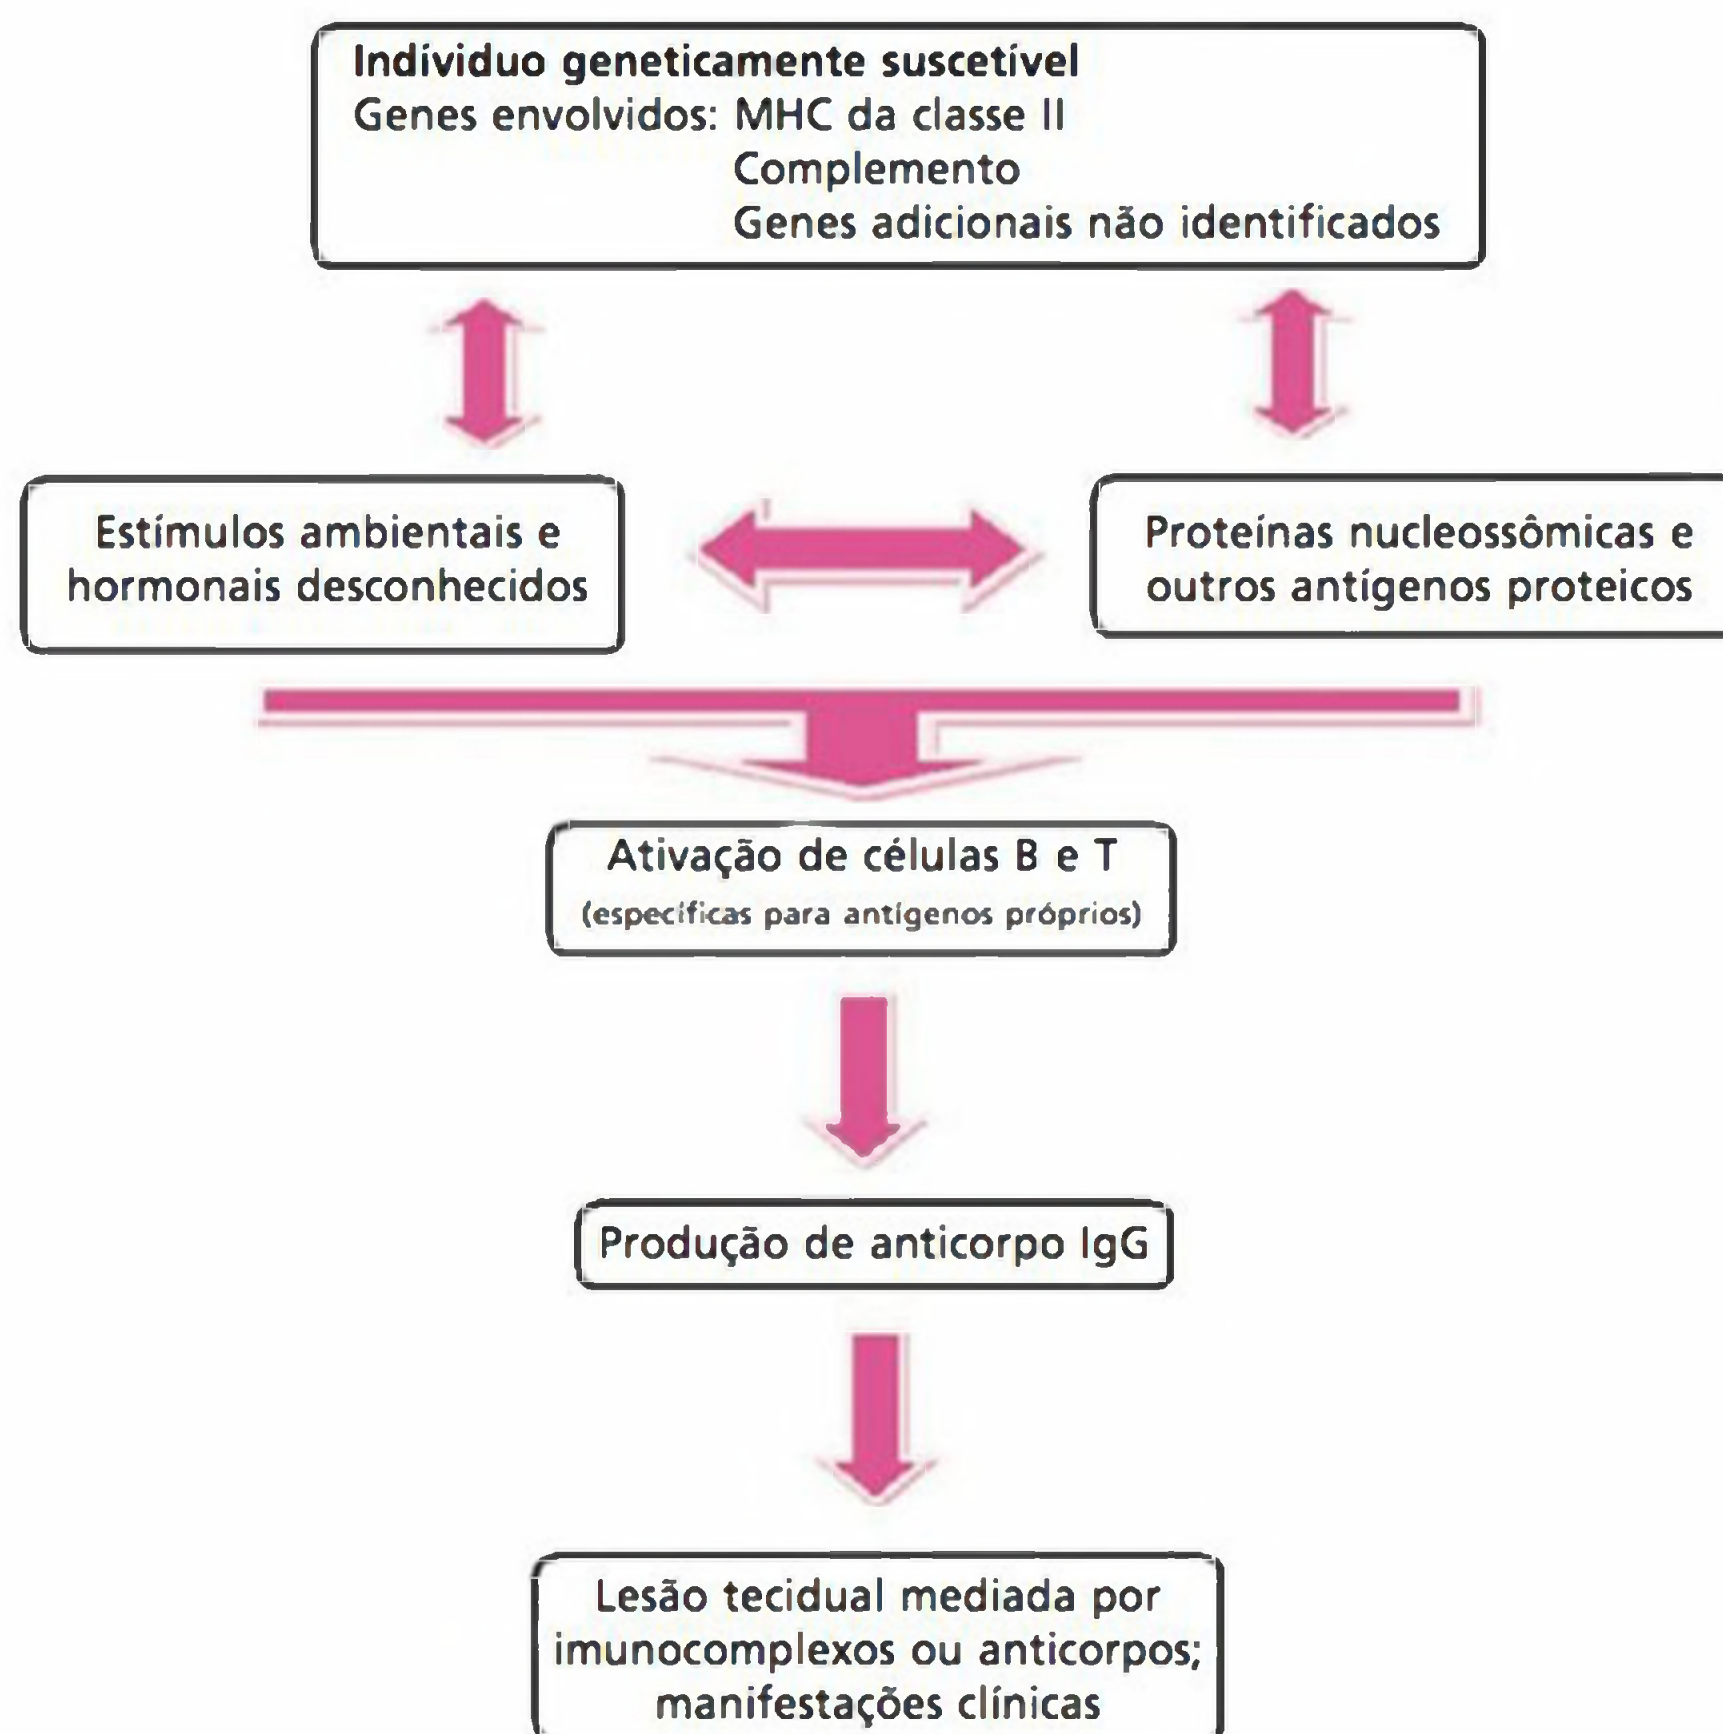 Indivíduo geneticamente suscetível
Genes envolvidos: MHC da classe II
Complemento
Genes adicionais não identificados
Estímulos ambientais e
hormonais desconhecidos
Proteínas nucleossômicas e
outros antígenos proteicos
Ativação de células B e T
(específicas para antígenos próprios)
Produção de anticorpo IgG
Lesão tecidual mediada por
imunocomplexos ou anticorpos;
manifestações clínicas